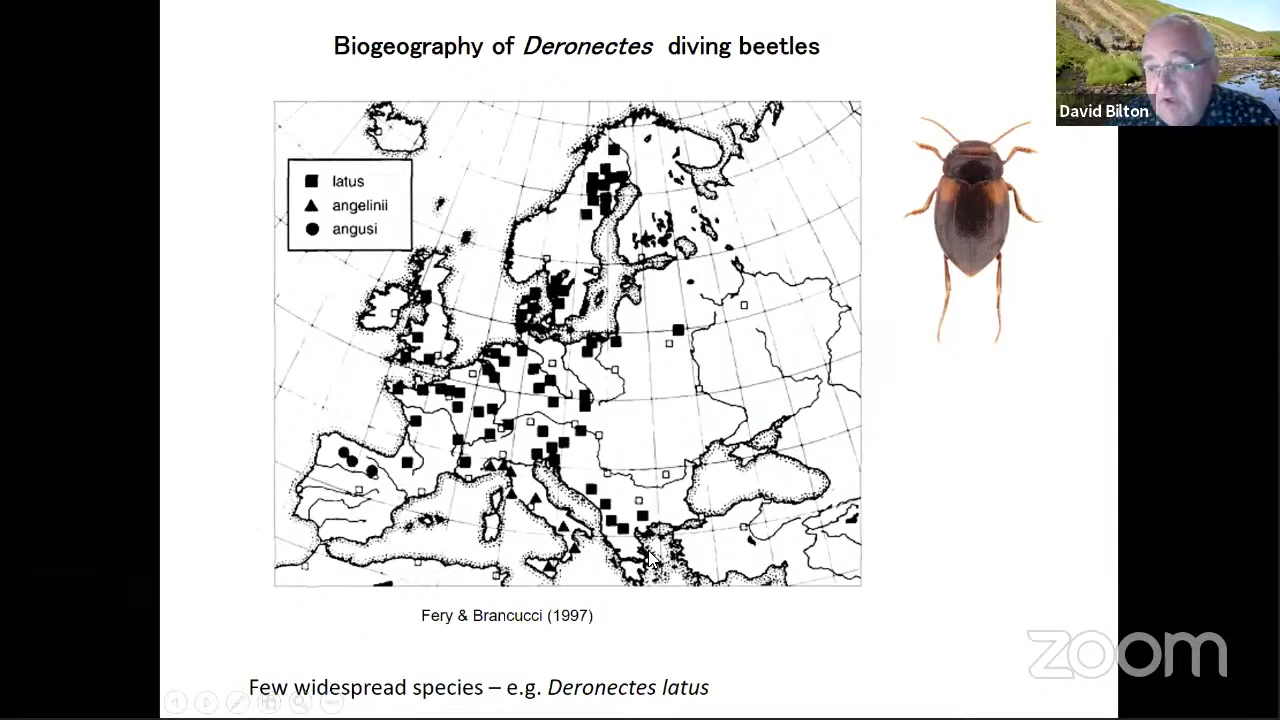 Biogeography of Deronectes diving beetles
David Bilton
latus
angelinii
angusi
Fery & Brancucci (1997)
zoom
Few widespread species – e.g. Deronectes latus